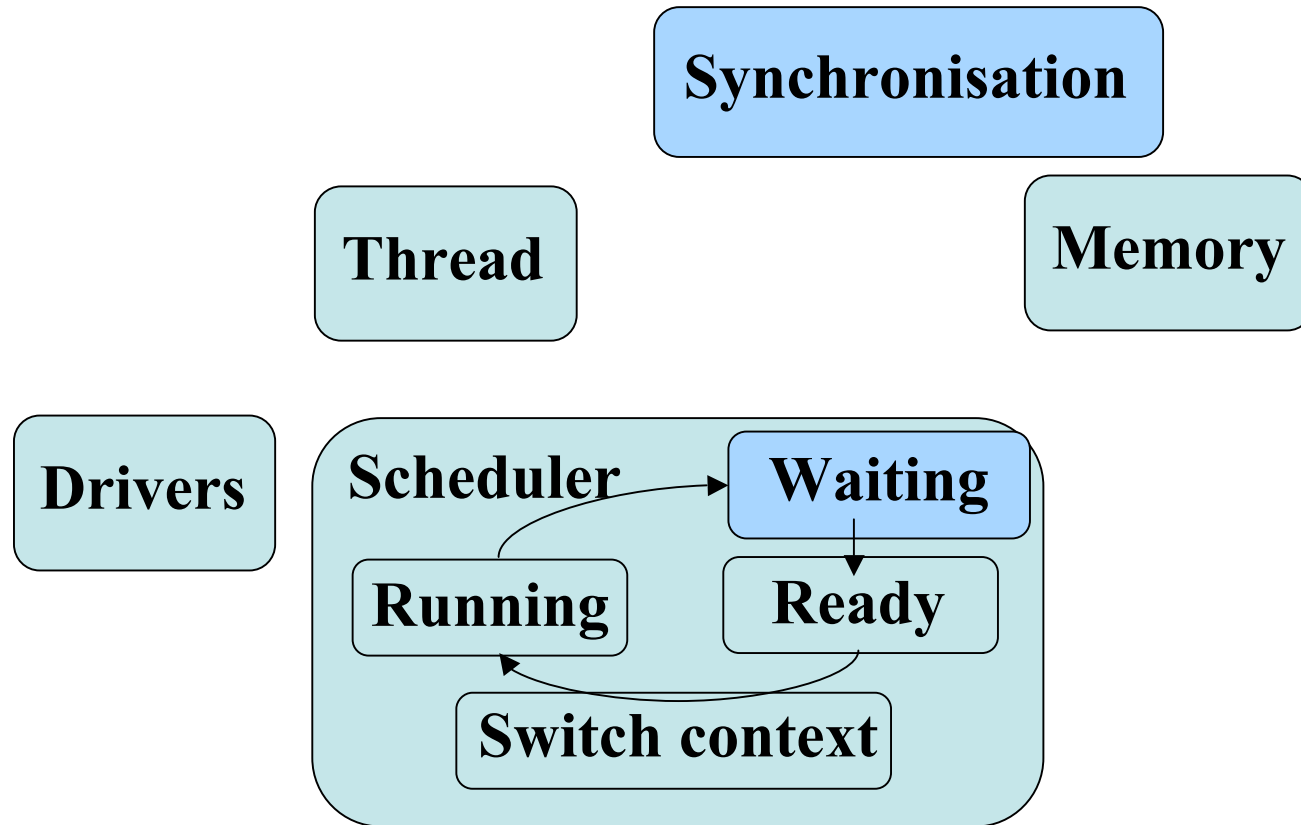 Synchronisation
Thread
Memory
Drivers
Scheduler
Waiting
Running
Ready
Switch context